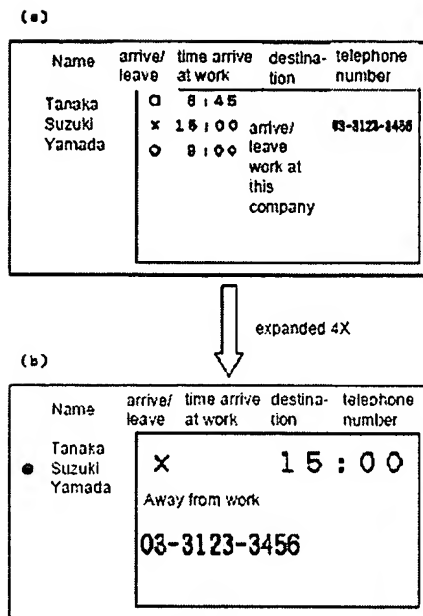 (a)
Name arrive/ leave time arrive at work destina- tion telephone number
Tanaka O 8:45
Suzuki × 15:00 arrive/ 03-3123-3456
Yamada O 9:00 leave
work at
this
company
expanded 4X
(b)
Name arrive/ leave time arrive at work destina- tion telephone number
Tanaka
● Suzuki × 15:00
Yamada
Away from work
03-3123-3456